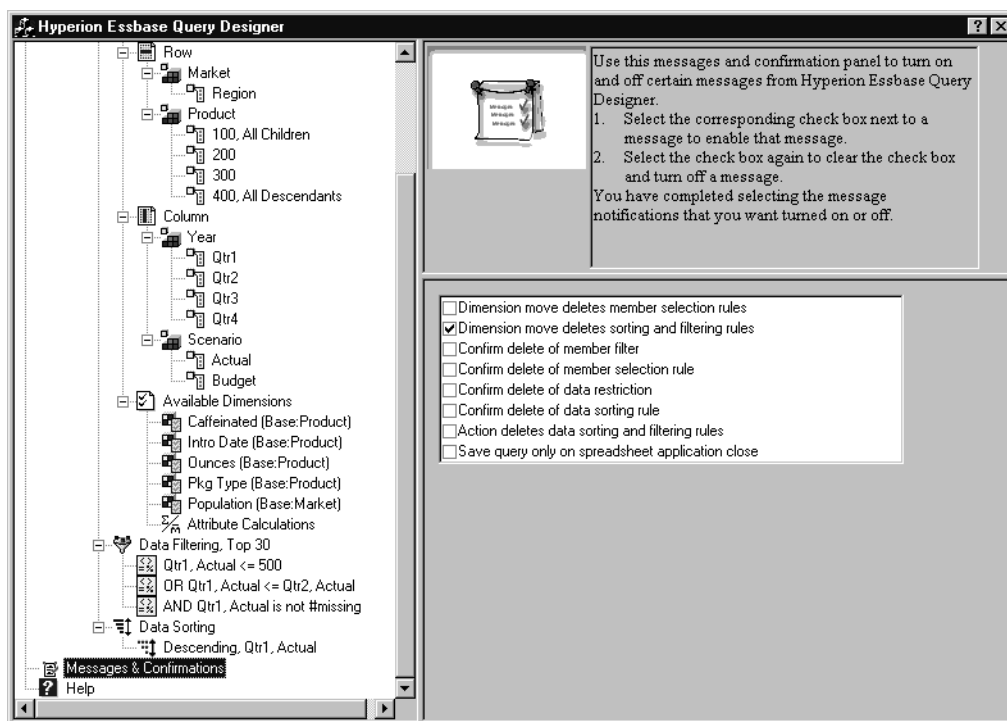 Hyperion Essbase Query Designer
Row
Market
Region
Product
100, All Children
200
300
400, All Descendants
Column
Year
Qtr1
Qtr2
Qtr3
Qtr4
Scenario
Actual
Budget
Available Dimensions
Caffeinated (Base:Product)
Intro Date (Base:Product)
Ounces (Base:Product)
Pkg Type (Base:Product)
Population (Base:Market)
Attribute Calculations
Data Filtering, Top 30
Qtr1, Actual <= 500
OR Qtr1, Actual <= Qtr2, Actual
AND Qtr1, Actual is not #missing
Data Sorting
Descending, Qtr1, Actual
Messages & Confirmations
Help
Use this messages and confirmation panel to turn on
and off certain messages from Hyperion Essbase Query
Designer.
1. Select the corresponding check box next to a
message to enable that message.
2. Select the check box again to clear the check box
and turn off a message.
You have completed selecting the message
notifications that you want turned on or off.
Dimension move deletes member selection rules
Dimension move deletes sorting and filtering rules
Confirm delete of member filter
Confirm delete of member selection rule
Confirm delete of data restriction
Confirm delete of data sorting rule
Action deletes data sorting and filtering rules
Save query only on spreadsheet application close